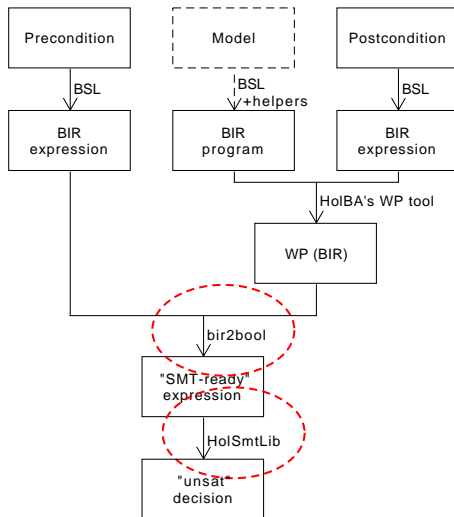 Precondition
Model
Postcondition
BSL
BSL
+helpers
BSL
BIR
expression
BIR
program
BIR
expression
HolBA's WP tool
WP (BIR)
bir2bool
"SMT-ready"
expression
HolSmtLib
"unsat"
decision